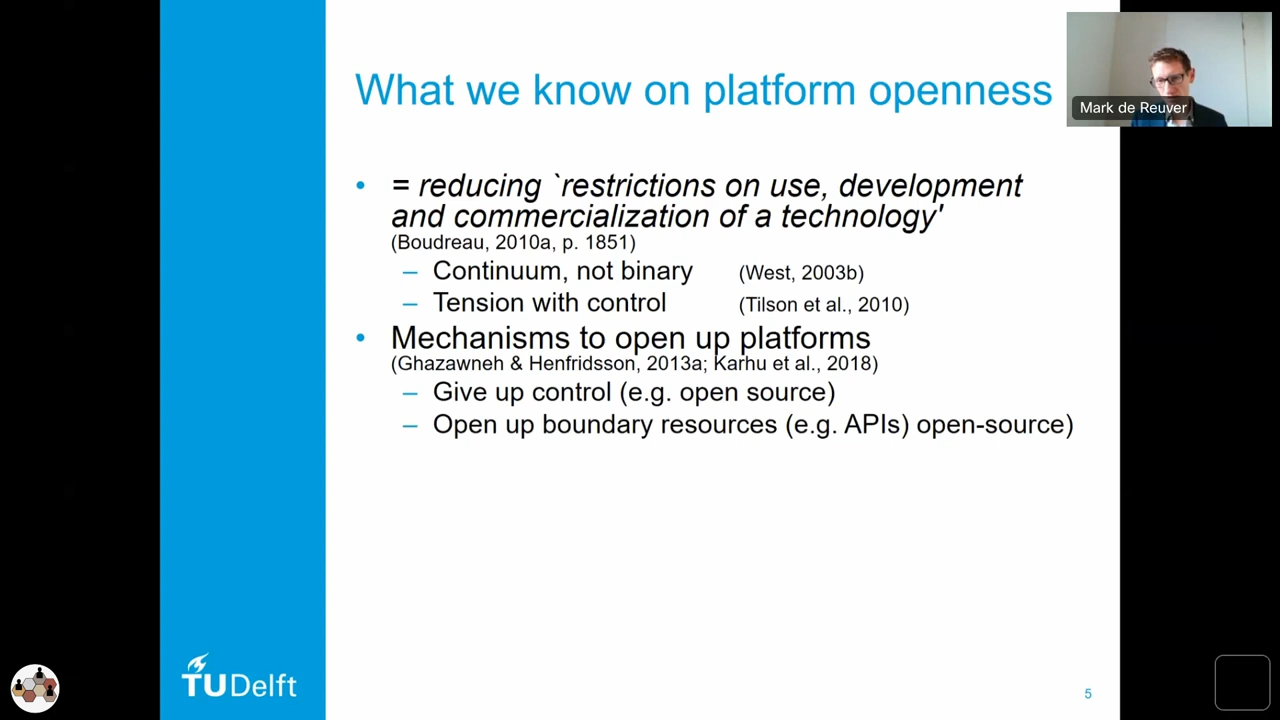 What we know on platform openness
Mark de Reuver
• = reducing `restrictions on use, development
and commercialization of a technology'
(Boudreau, 2010a, p. 1851)
– Continuum, not binary (West, 2003b)
– Tension with control (Tilson et al., 2010)
• Mechanisms to open up platforms
(Ghazawneh & Henfridsson, 2013a; Karhu et al., 2018)
– Give up control (e.g. open source)
– Open up boundary resources (e.g. APIs) open-source)
TU Delft
5